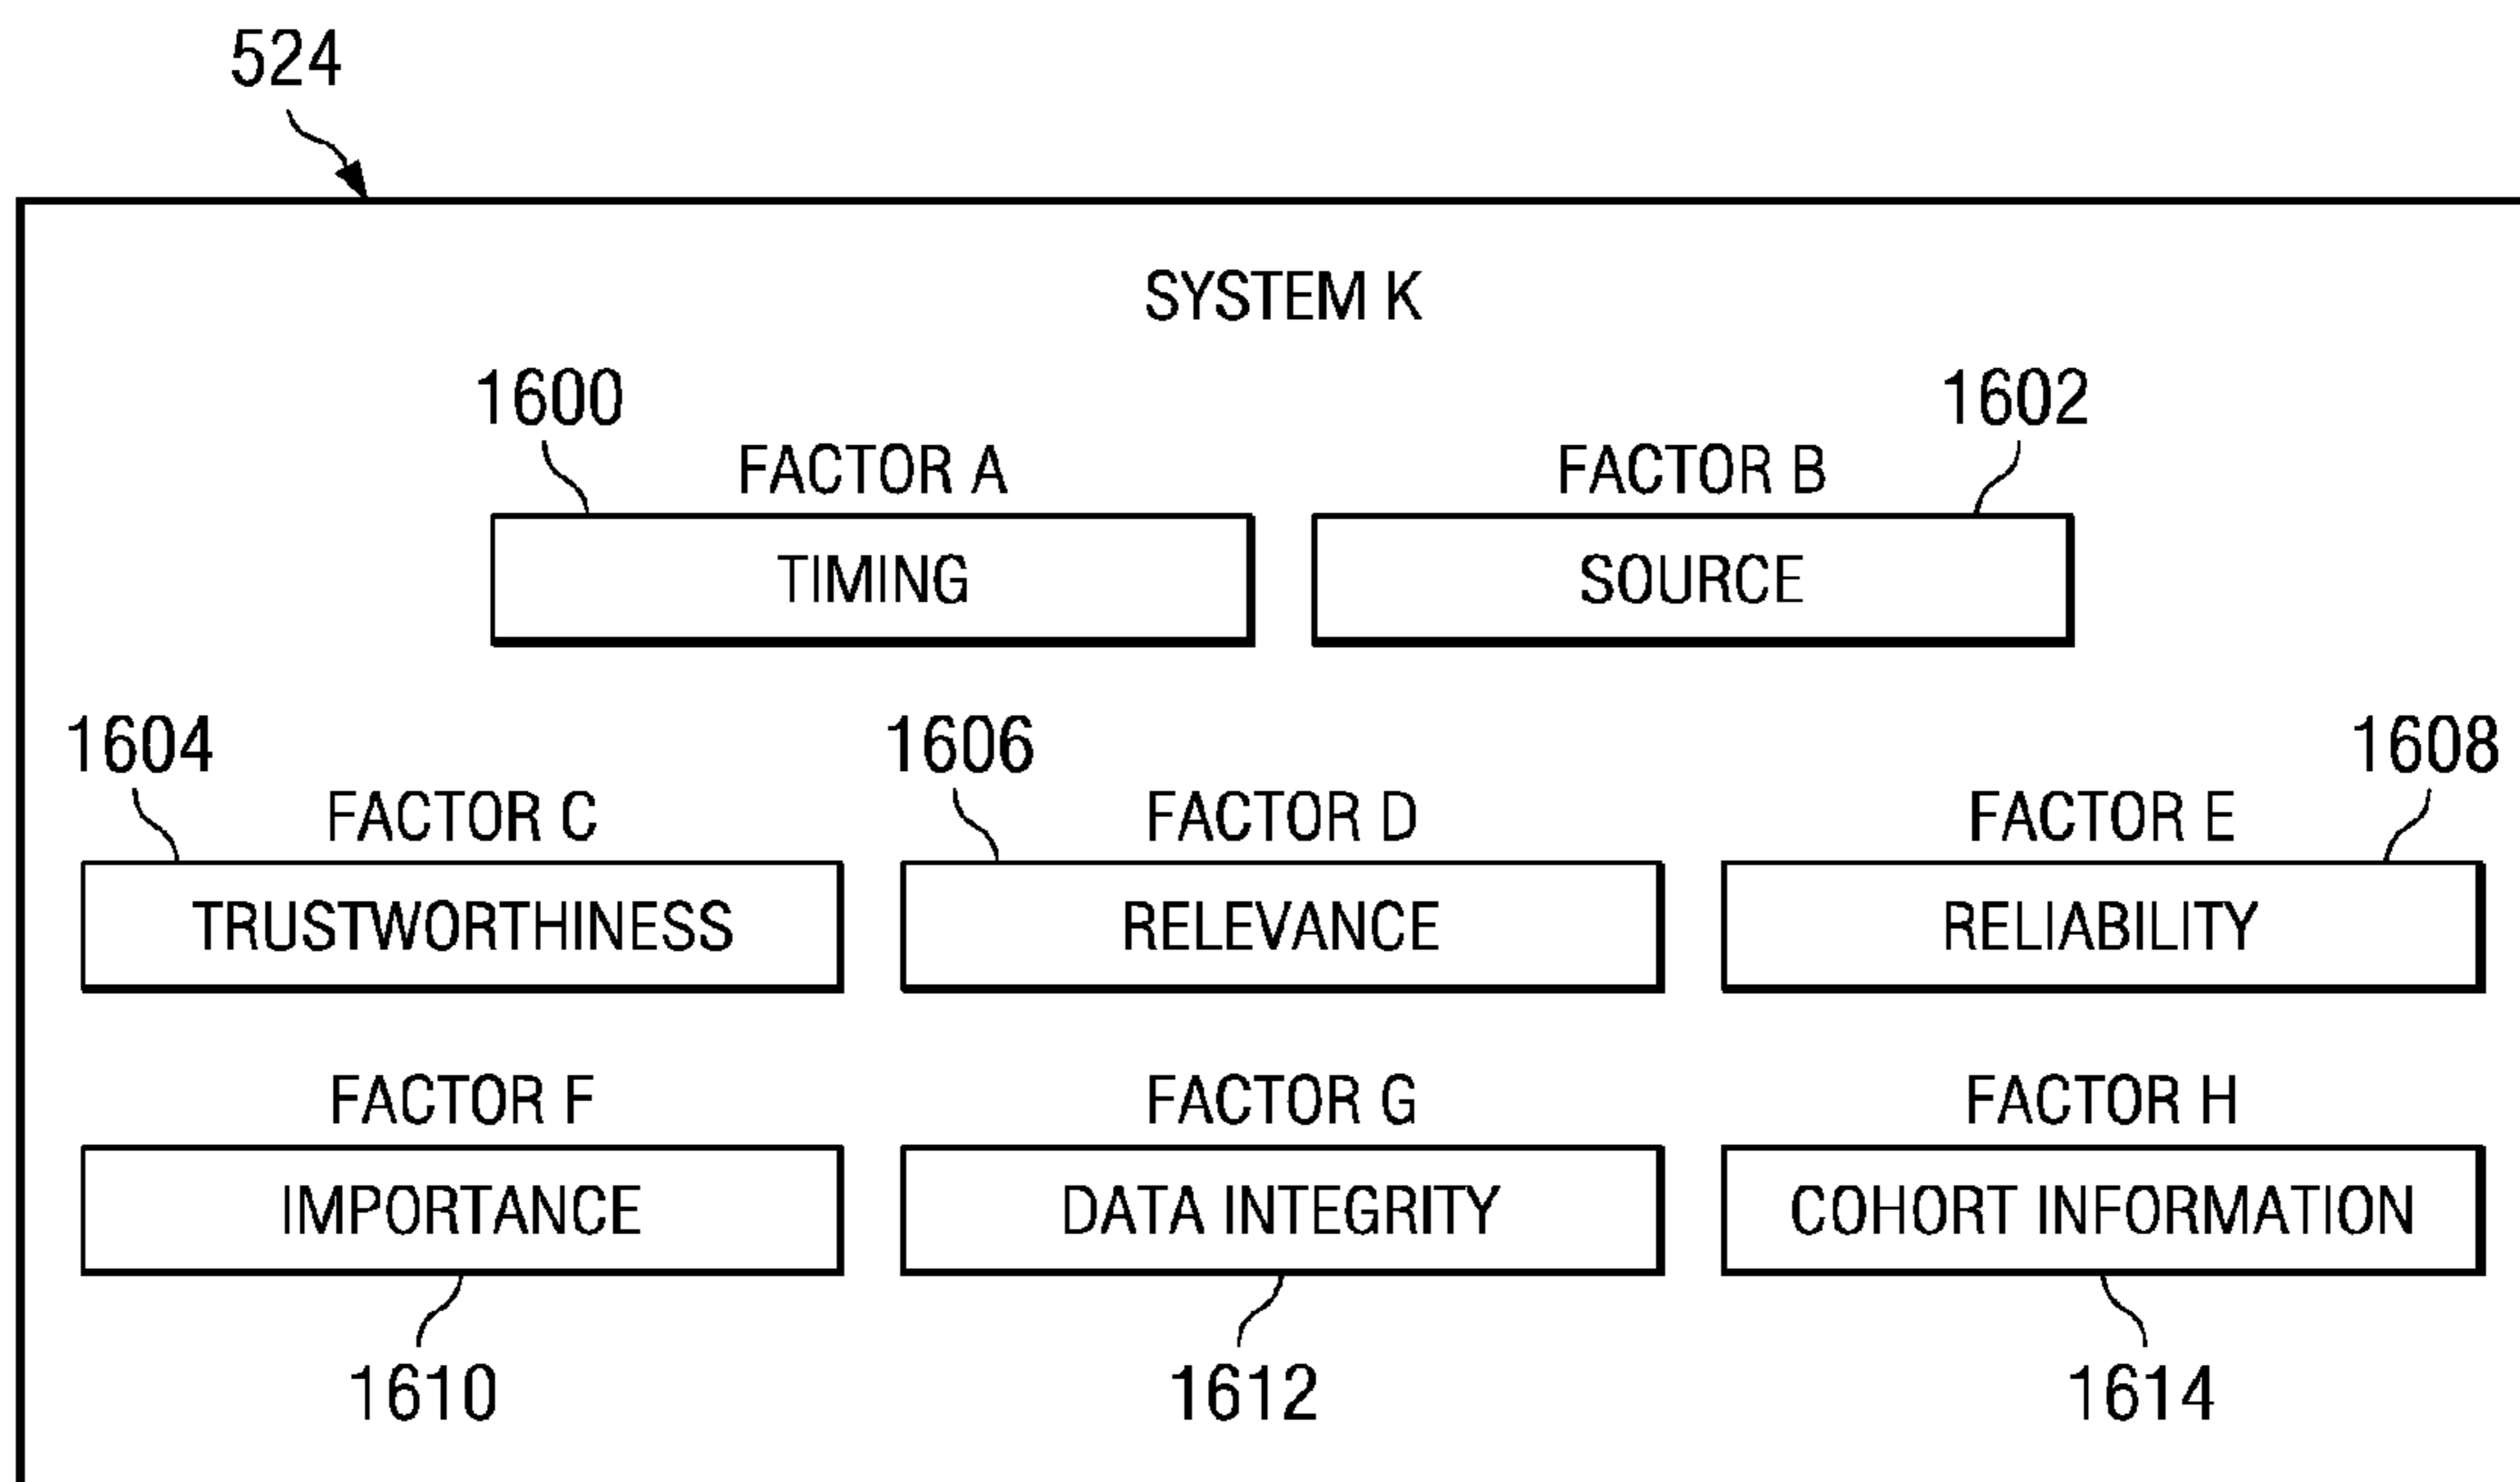 524
SYSTEM K
1600 1602
FACTOR A FACTOR B
TIMING SOURCE
1604 1606 1608
FACTOR C FACTOR D FACTOR E
TRUSTWORTHINESS RELEVANCE RELIABILITY
FACTOR F FACTOR G FACTOR H
IMPORTANCE DATA INTEGRITY COHORT INFORMATION
1610 1612 1614